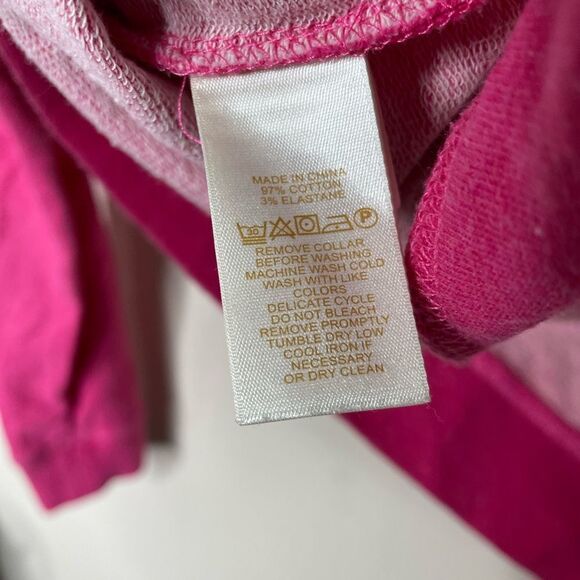 MADE IN CHINA
97% COTTON
3% ELASTANE
30 P
REMOVE COLLAR
BEFORE WASHING
MACHINE WASH COLD
WASH WITH LIKE
COLORS
DELICATE CYCLE
DO NOT BLEACH
REMOVE PROMPTLY
TUMBLE DRY LOW
COOL IRON IF
NECESSARY
OR DRY CLEAN